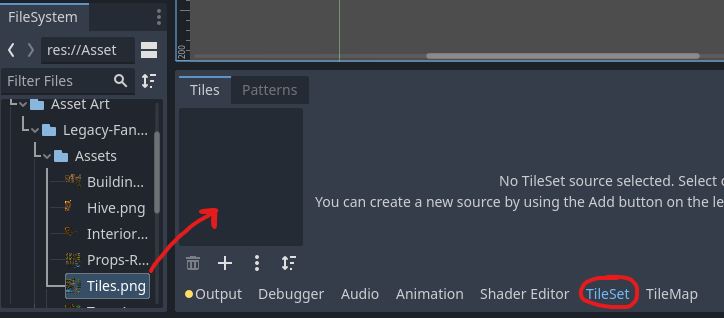 FileSystem
res://Asset
Filter Files
Asset Art
Legacy-Fan...
Assets
Buildin...
Hive.png
Interior...
Props-R...
Tiles.png
200
Tiles
Patterns
No TileSet source selected. Select
You can create a new source by using the Add button on the le
Output
Debugger
Audio
Animation
Shader Editor
TileSet
TileMap